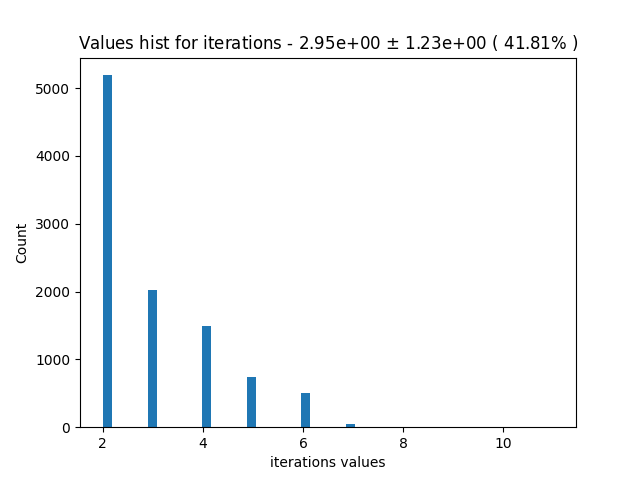 Values hist for iterations - 2.95e+00 ± 1.23e+00 ( 41.81% )
5000
4000
3000
2000
1000
0
Count
2 4 6 8 10
iterations values